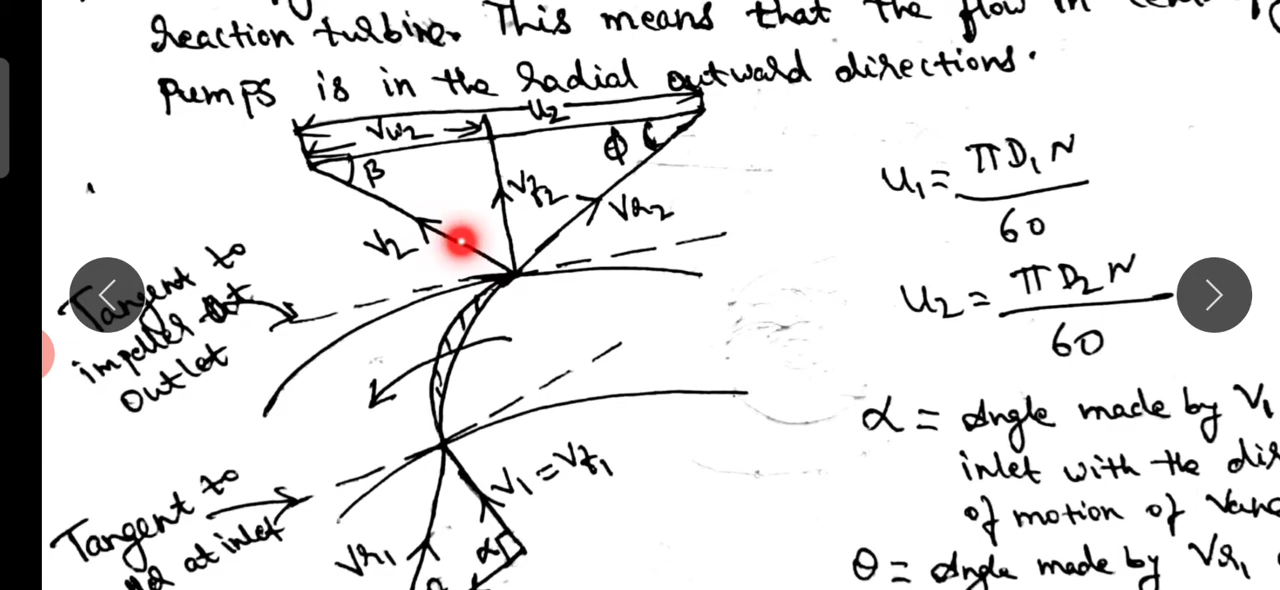 reaction turbine. This means that the flow in
pumps is in the radial outward directions.
u2
Vw2
β
ϕ
Vf2
Vr2
V2
Tangent to
impeller at
outlet
u1 = πD1N
60
u2 = πD2N
60
V1 = Vf1
Tangent to
at inlet
Vr1
α
α = Angle made by V1
inlet with the
of motion of
θ = Angle made by Vr1